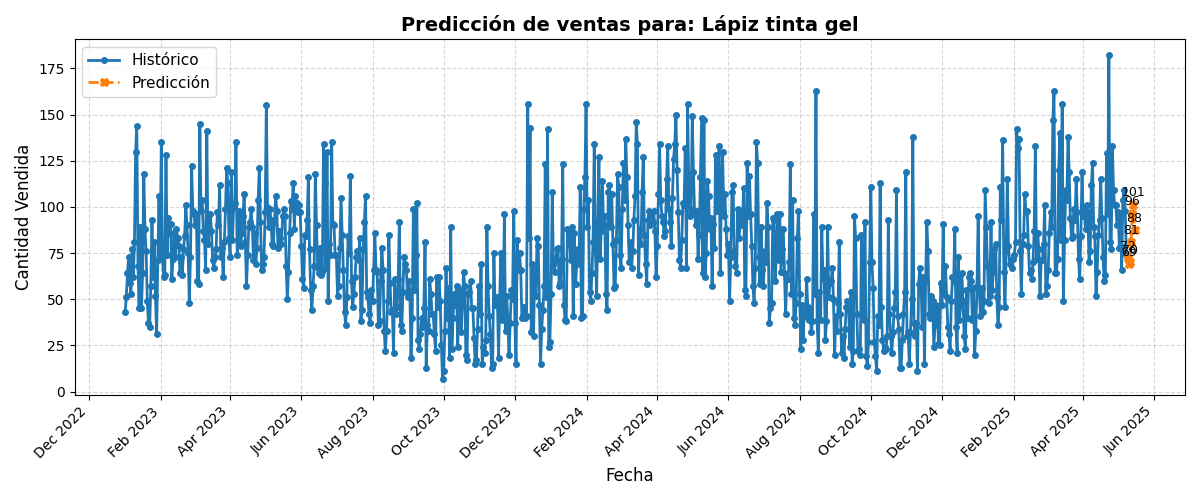 Predicción de ventas para: Lápiz tinta gel
Histórico
Predicción
Cantidad Vendida
175
150
125
100
75
50
25
0
101
96
88
81
72
70
69
Dec 2022
Feb 2023
Apr 2023
Jun 2023
Aug 2023
Oct 2023
Dec 2023
Feb 2024
Apr 2024
Jun 2024
Aug 2024
Oct 2024
Dec 2024
Feb 2025
Apr 2025
Jun 2025
Fecha